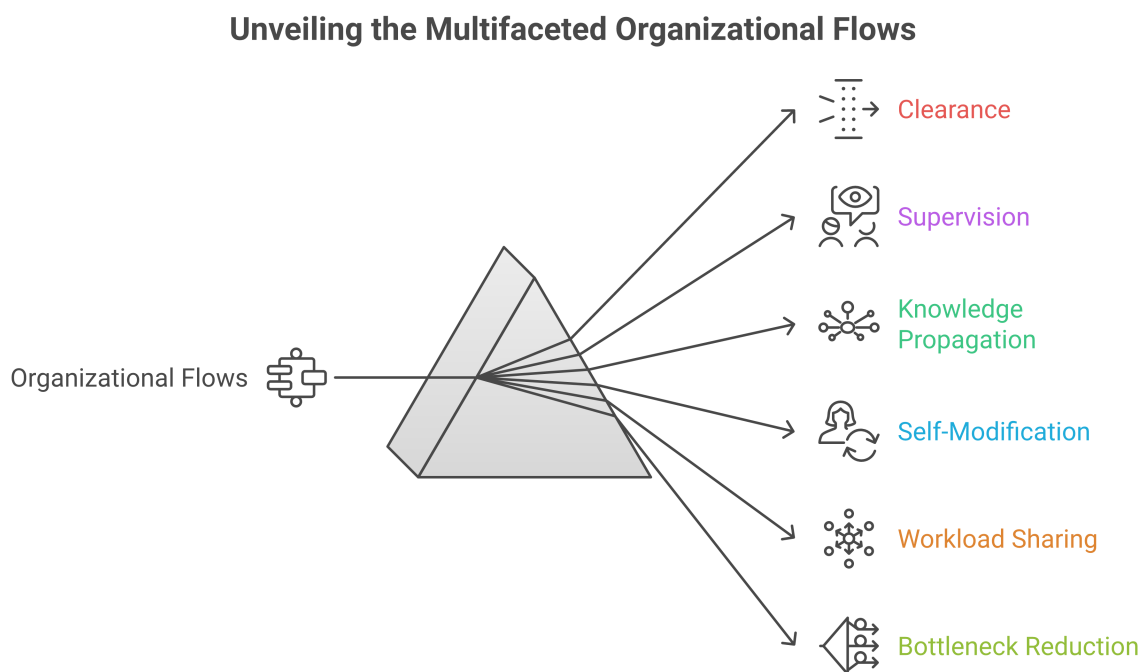 Unveiling the Multifaceted Organizational Flows
Clearance
Supervision
Knowledge
Propagation
Organizational Flows
Self-Modification
Workload Sharing
Bottleneck Reduction